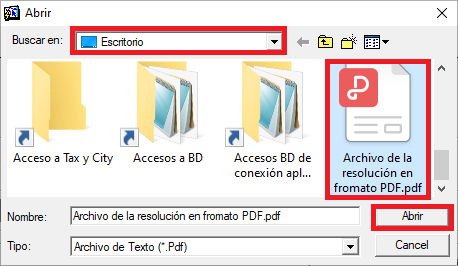 Abrir
Buscar en:
Escritorio
Acceso a Tax y City
Accesos a BD
Accesos BD de
conexión apl...
Archivo de la
resolución en
fromato PDF.pdf
Nombre:
Archivo de la resolución en fromato PDF.pdf
Abrir
Tipo:
Archivo de Texto (*.Pdf)
Cancel